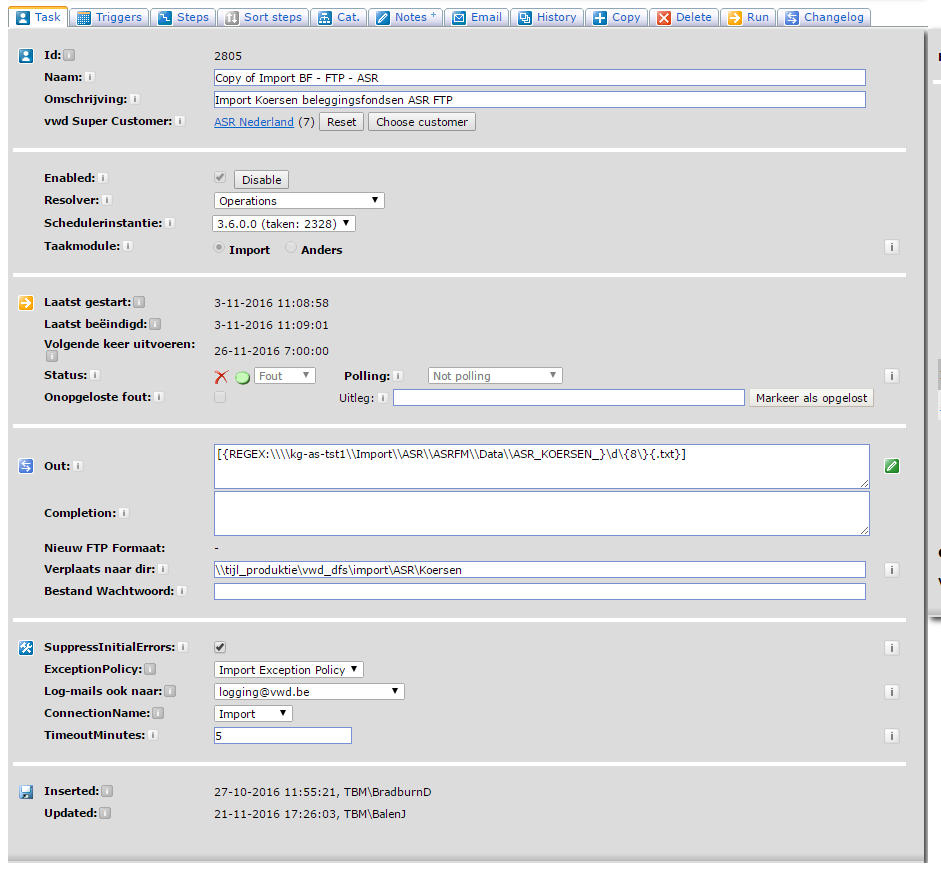 Task Triggers Steps Sort steps Cat. Notes + Email History Copy Delete Run Changelog
Id: 2805
Naam: Copy of Import BF - FTP - ASR
Omschrijving: Import Koersen beleggingsfondsen ASR FTP
vwd Super Customer: ASR Nederland (7) Reset Choose customer
Enabled: Disable
Resolver: Operations
Schedulerinstantie: 3.6.0.0 (taken: 2328)
Taakmodule: Import Anders
Laatst gestart: 3-11-2016 11:08:58
Laatst beëindigd: 3-11-2016 11:09:01
Volgende keer uitvoeren: 26-11-2016 7:00:00
Status: Fout Polling: Not polling
Onopgeloste fout: Uitleg: Markeer als opgelost
Out: [{REGEX:\\\\kg-as-tst1\\Import\\ASR\\ASRFM\\Data\\ASR_KOERSEN_}\d\{8\}{.txt}]
Completion:
Nieuw FTP Formaat: -
Verplaats naar dir: \\tijl_produktie\vwd_dfs\import\ASR\Koersen
Bestand Wachtwoord:
SuppressInitialErrors:
ExceptionPolicy: Import Exception Policy
Log-mails ook naar: logging@vwd.be
ConnectionName: Import
TimeoutMinutes: 5
Inserted: 27-10-2016 11:55:21, TBM\BradburnD
Updated: 21-11-2016 17:26:03, TBM\BalenJ